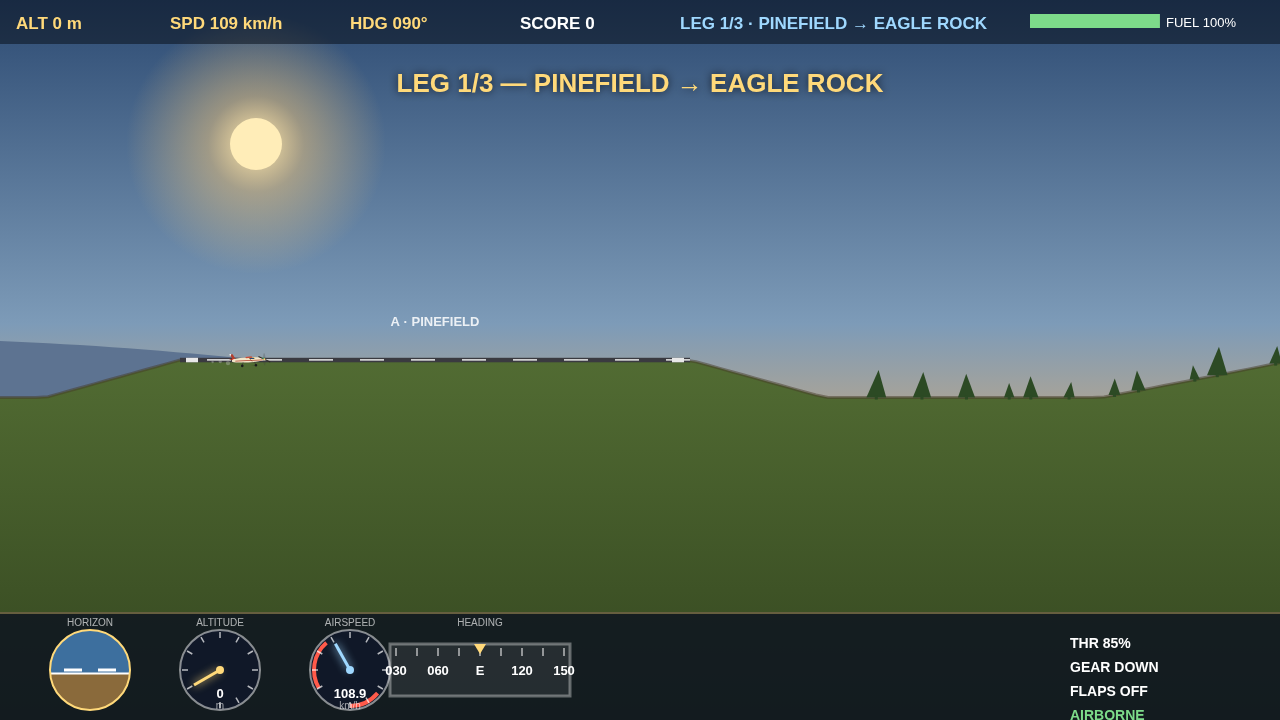 ALT 0 m
SPD 109 km/h
HDG 090°
SCORE 0
LEG 1/3 · PINEFIELD → EAGLE ROCK
FUEL 100%
LEG 1/3 — PINEFIELD → EAGLE ROCK
A · PINEFIELD
HORIZON
ALTITUDE
AIRSPEED
HEADING
030 060 E 120 150
0
m
108.9
km/h
THR 85%
GEAR DOWN
FLAPS OFF
AIRBORNE